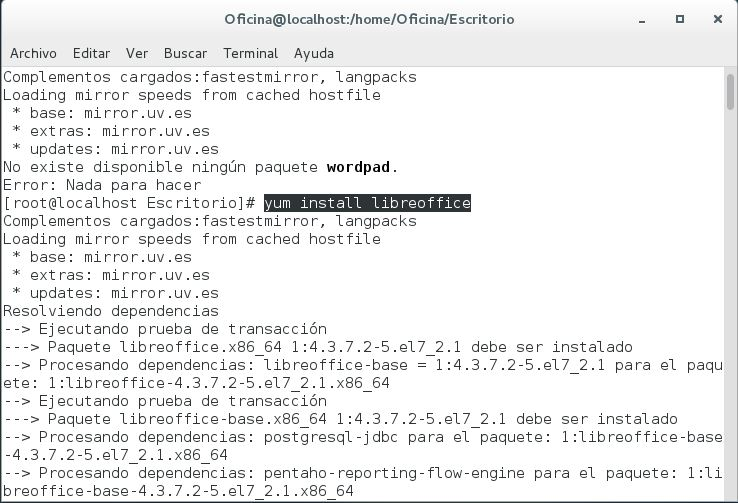 Oficina@localhost:/home/Oficina/Escritorio
Archivo Editar Ver Buscar Terminal Ayuda
Complementos cargados:fastestmirror, langpacks
Loading mirror speeds from cached hostfile
 * base: mirror.uv.es
 * extras: mirror.uv.es
 * updates: mirror.uv.es
No existe disponible ningún paquete wordpad.
Error: Nada para hacer
[root@localhost Escritorio]# yum install libreoffice
Complementos cargados:fastestmirror, langpacks
Loading mirror speeds from cached hostfile
 * base: mirror.uv.es
 * extras: mirror.uv.es
 * updates: mirror.uv.es
Resolviendo dependencias
--> Ejecutando prueba de transacción
---> Paquete libreoffice.x86_64 1:4.3.7.2-5.el7_2.1 debe ser instalado
--> Procesando dependencias: libreoffice-base = 1:4.3.7.2-5.el7_2.1 para el paqu
ete: 1:libreoffice-4.3.7.2-5.el7_2.1.x86_64
--> Ejecutando prueba de transacción
---> Paquete libreoffice-base.x86_64 1:4.3.7.2-5.el7_2.1 debe ser instalado
--> Procesando dependencias: postgresql-jdbc para el paquete: 1:libreoffice-base
-4.3.7.2-5.el7_2.1.x86_64
--> Procesando dependencias: pentaho-reporting-flow-engine para el paquete: 1:li
breoffice-base-4.3.7.2-5.el7_2.1.x86_64